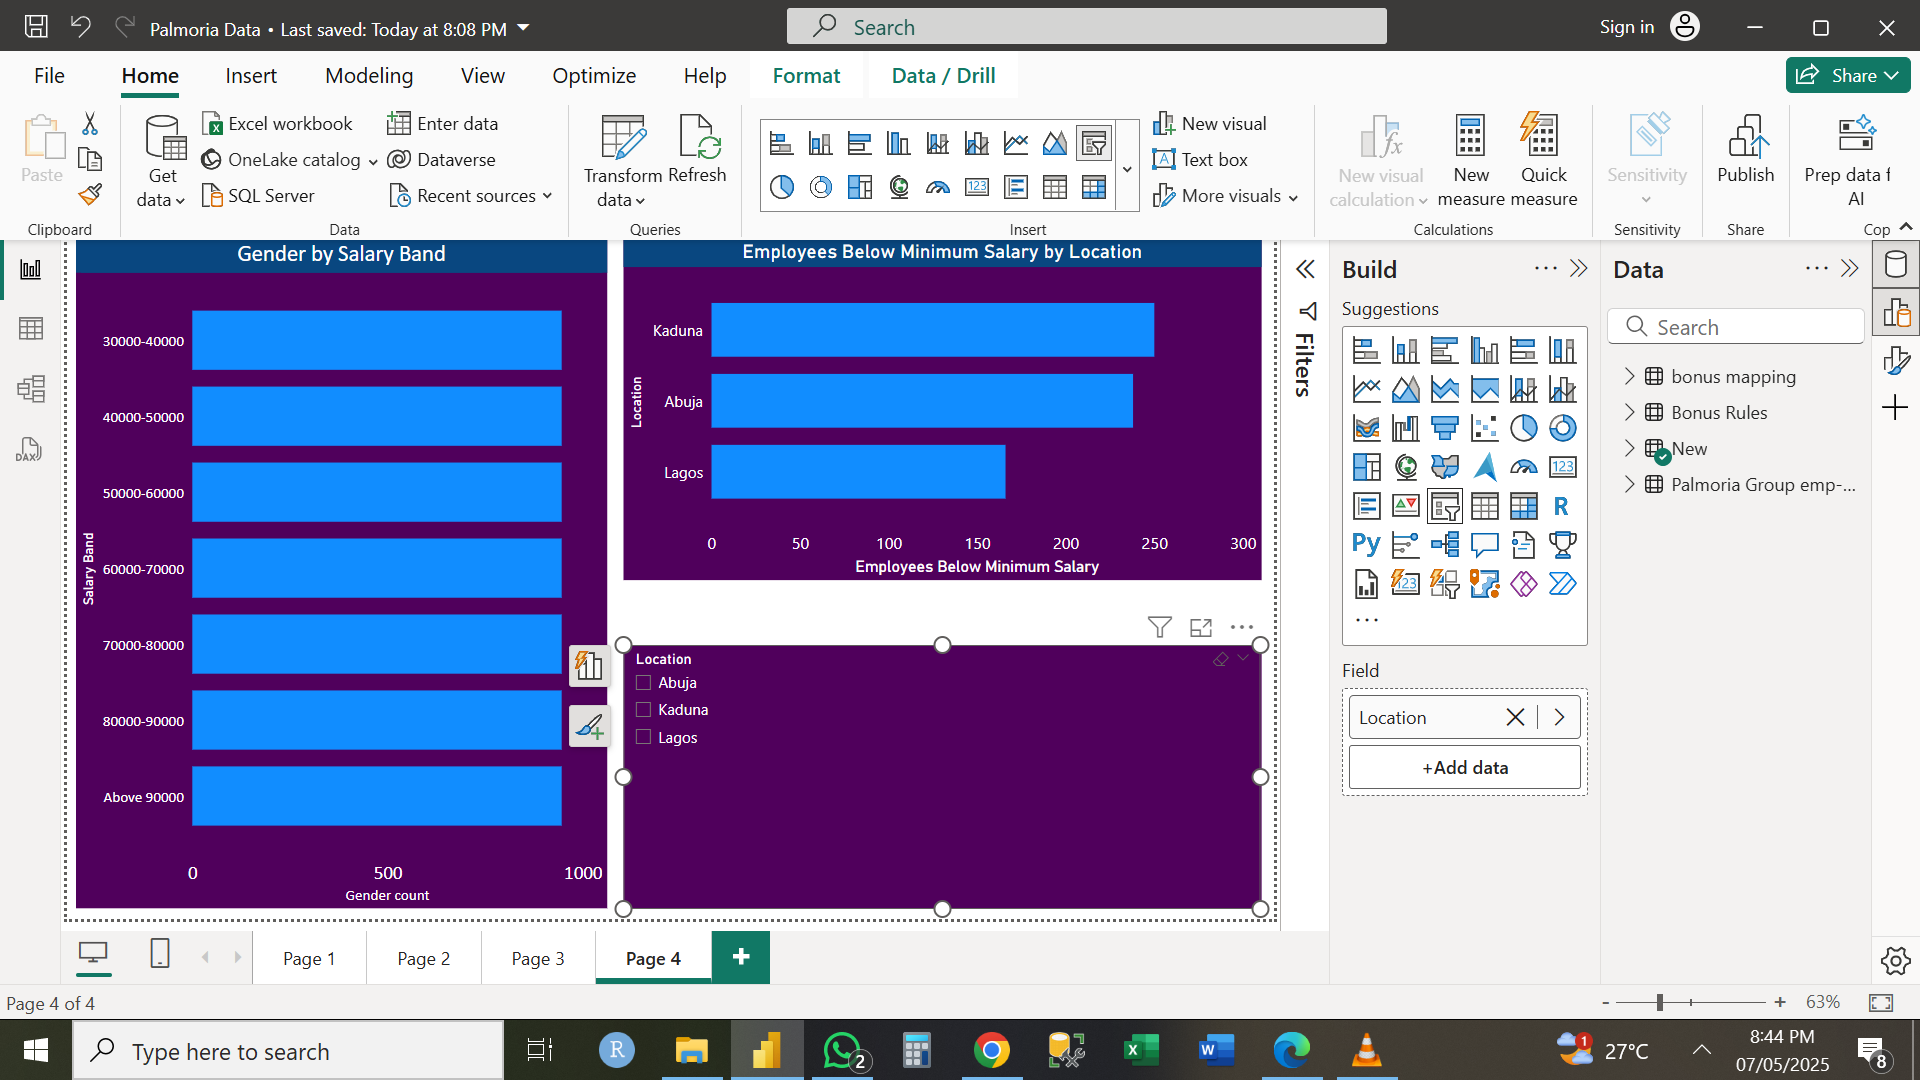 Palmoria Data • Last saved: Today at 8:08 PM
Search
Sign in
File
Home
Insert
Modeling
View
Optimize
Help
Format
Data / Drill
Share
Paste
Clipboard
Get
data
Excel workbook
OneLake catalog
SQL Server
Enter data
Dataverse
Recent sources
Data
Transform
data
Refresh
Queries
123
New visual
A Text box
More visuals
Insert
fx
New visual
calculation
New
measure
Quick
measure
Calculations
Sensitivity
Sensitivity
Publish
Share
Prep data f
AI
Cop
DAX
Gender by Salary Band
Salary Band
30000-40000
40000-50000
50000-60000
60000-70000
70000-80000
80000-90000
Above 90000
0
500
1000
Gender count
Employees Below Minimum Salary by Location
Location
Kaduna
Abuja
Lagos
0
50
100
150
200
250
300
Employees Below Minimum Salary
Location
Abuja
Kaduna
Lagos
Filters
Build
Suggestions
123
R
Py
123
Field
Location
+Add data
Data
Search
bonus mapping
Bonus Rules
New
Palmoria Group emp-...
Page 1
Page 2
Page 3
Page 4
+
Page 4 of 4
-
+
63%
Type here to search
R
2
X
W
1
27°C
8:44 PM
07/05/2025
8